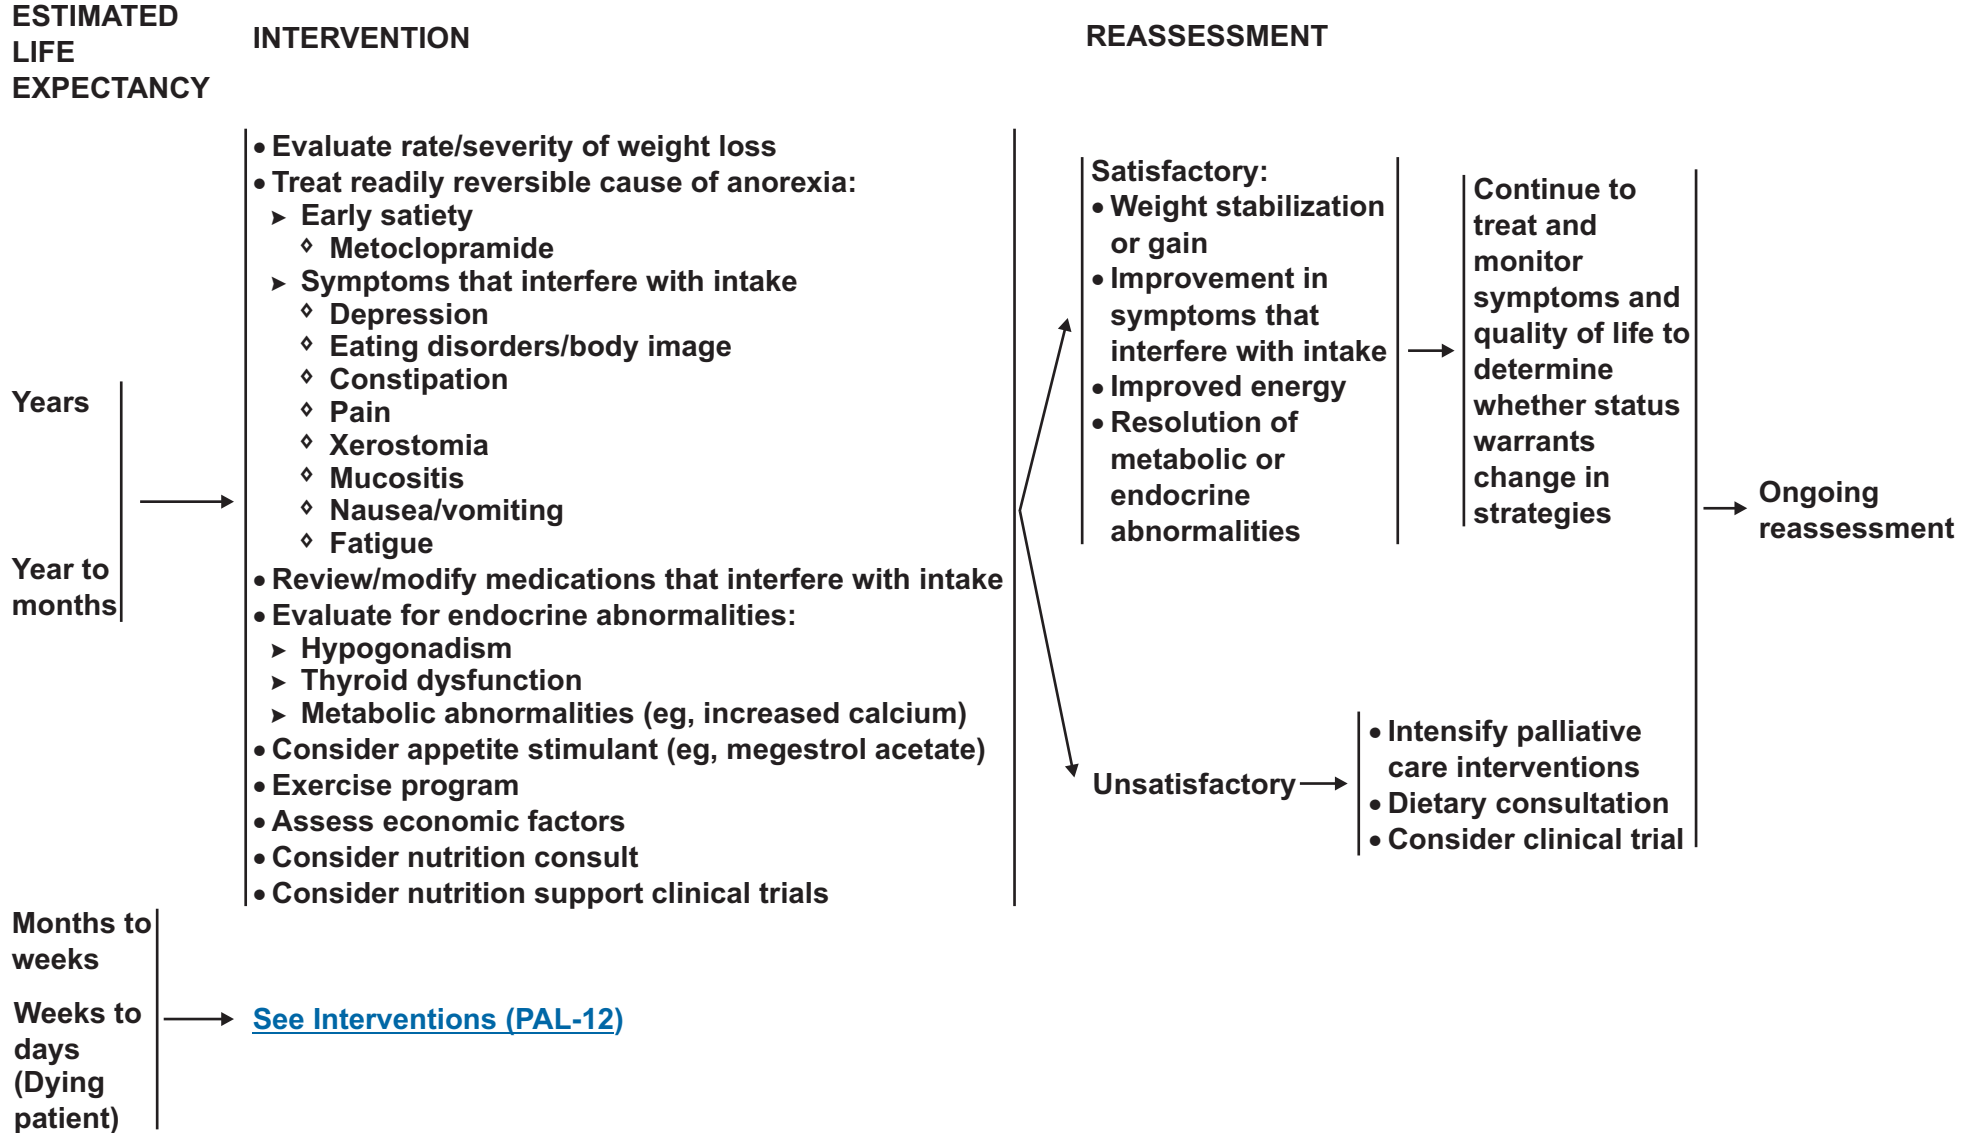 ESTIMATED
LIFE
EXPECTANCY
INTERVENTION
REASSESSMENT
Years
Year to
months
• Evaluate rate/severity of weight loss
• Treat readily reversible cause of anorexia:
➤ Early satiety
◊ Metoclopramide
➤ Symptoms that interfere with intake
◊ Depression
◊ Eating disorders/body image
◊ Constipation
◊ Pain
◊ Xerostomia
◊ Mucositis
◊ Nausea/vomiting
◊ Fatigue
• Review/modify medications that interfere with intake
• Evaluate for endocrine abnormalities:
➤ Hypogonadism
➤ Thyroid dysfunction
➤ Metabolic abnormalities (eg, increased calcium)
• Consider appetite stimulant (eg, megestrol acetate)
• Exercise program
• Assess economic factors
• Consider nutrition consult
• Consider nutrition support clinical trials
Satisfactory:
• Weight stabilization
or gain
• Improvement in
symptoms that
interfere with intake
• Improved energy
• Resolution of
metabolic or
endocrine
abnormalities
Continue to
treat and
monitor
symptoms and
quality of life to
determine
whether status
warrants
change in
strategies
Unsatisfactory
• Intensify palliative
care interventions
• Dietary consultation
• Consider clinical trial
Ongoing
reassessment
Months to
weeks
Weeks to
days
(Dying
patient)
See Interventions (PAL-12)